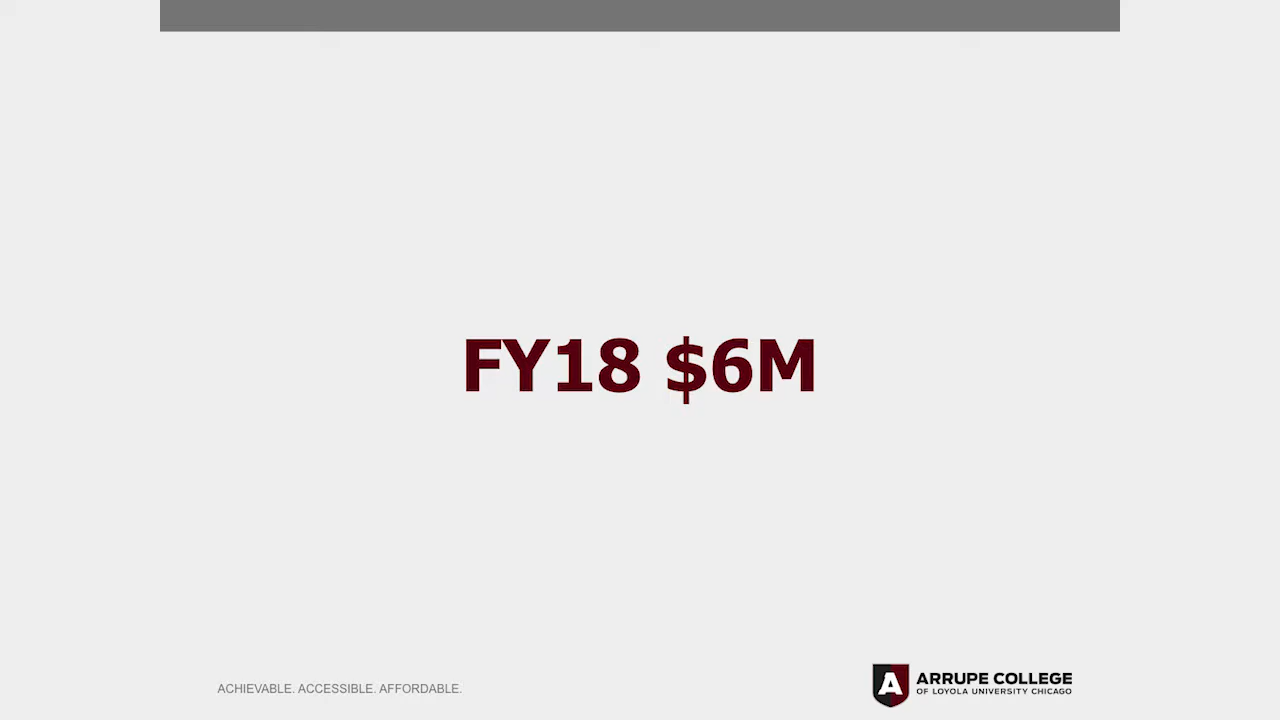 FY18 $6M
ACHIEVABLE. ACCESSIBLE. AFFORDABLE.
A
ARRUPE COLLEGE
OF LOYOLA UNIVERSITY CHICAGO